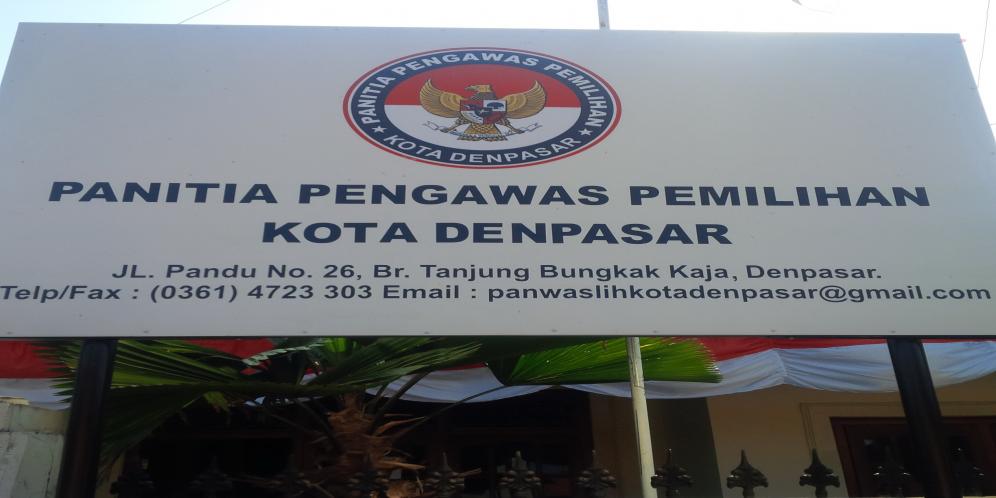 PANITIA PENGAWAS PEMILIHAN
KOTA DENPASAR
PANITIA PENGAWAS PEMILIHAN
KOTA DENPASAR
JL. Pandu No. 26, Br. Tanjung Bungkak Kaja, Denpasar.
Telp/Fax : (0361) 4723 303 Email : panwaslihkotadenpasar@gmail.com